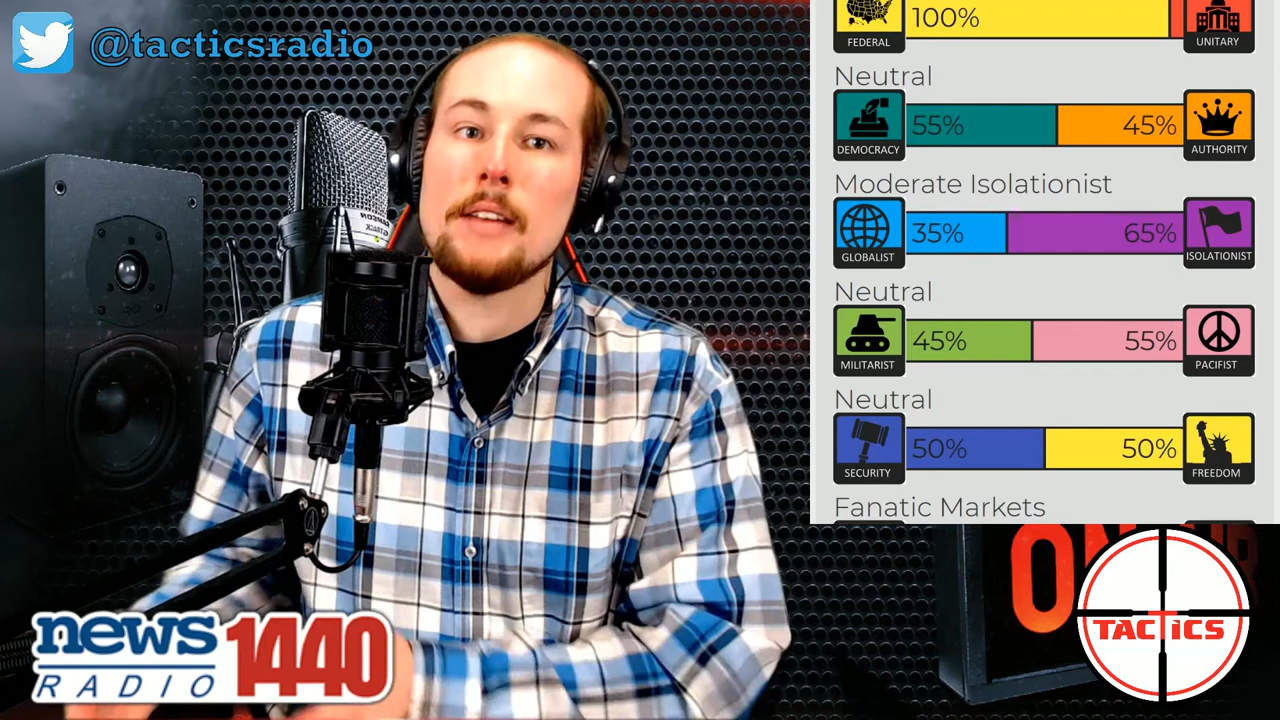 @tacticsradio
100%
FEDERAL
UNITARY
Neutral
55%
45%
DEMOCRACY
AUTHORITY
Moderate Isolationist
35%
65%
GLOBALIST
ISOLATIONIST
Neutral
45%
55%
MILITARIST
PACIFIST
Neutral
50%
50%
SECURITY
FREEDOM
Fanatic Markets
TACTICS
news
RADIO
1440